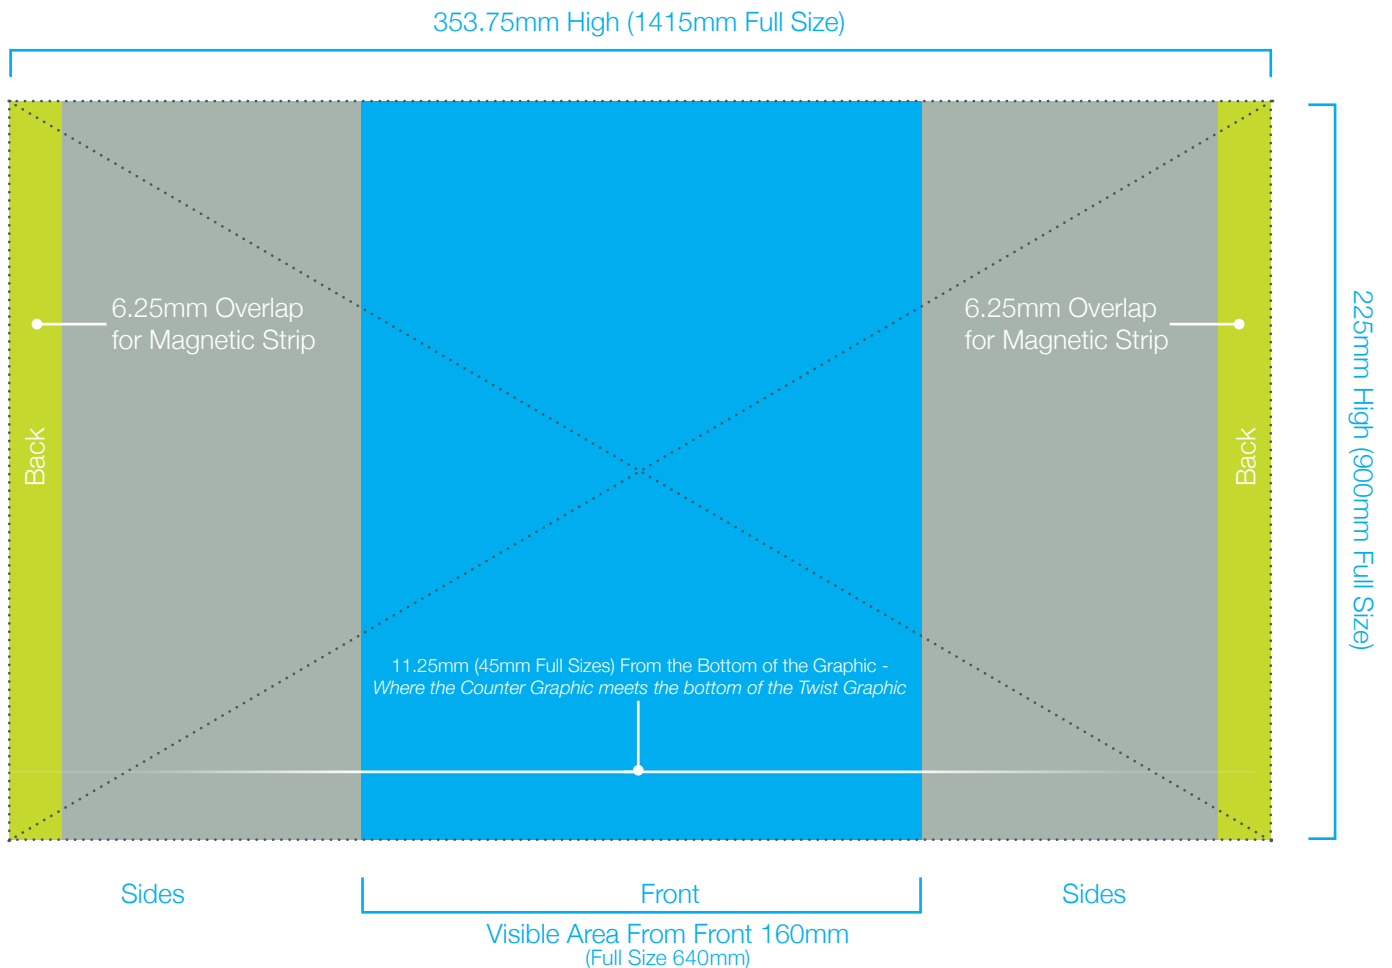 353.75mm High (1415mm Full Size)
6.25mm Overlap
for Magnetic Strip
6.25mm Overlap
for Magnetic Strip
Back
Back
225mm High (900mm Full Size)
11.25mm (45mm Full Sizes) From the Bottom of the Graphic -
Where the Counter Graphic meets the bottom of the Twist Graphic
Sides
Front
Sides
Visible Area From Front 160mm
(Full Size 640mm)